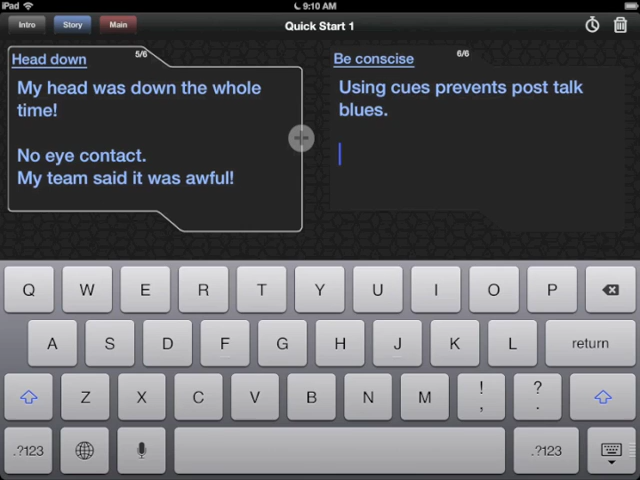 iPad 9:10 AM
Intro Story Main Quick Start 1
Head down 5/6
My head was down the whole
time!
No eye contact.
My team said it was awful!
Be conscise 6/6
Using cues prevents post talk
blues.
Q W E R T Y U I O P
A S D F G H J K L return
Z X C V B N M ! , ? .
.?123 .?123